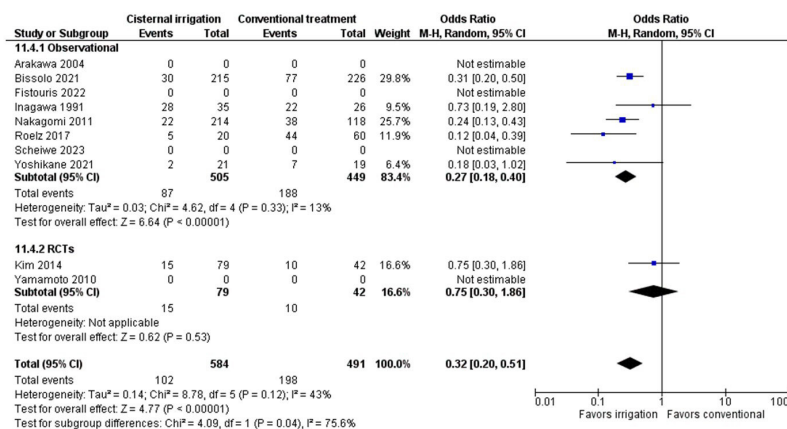 Cisternal irrigation Conventional treatment Odds Ratio Odds Ratio
Study or Subgroup Events Total Events Total Weight M-H, Random, 95% CI M-H, Random, 95% CI
11.4.1 Observational
Arakawa 2004 0 0 0 0 Not estimable
Bissolo 2021 30 215 77 226 29.8% 0.31 [0.20, 0.50]
Fistouris 2022 0 0 0 0 Not estimable
Inagawa 1991 28 35 22 26 9.5% 0.73 [0.19, 2.80]
Nakagomi 2011 22 214 38 118 25.7% 0.24 [0.13, 0.43]
Roelz 2017 5 20 44 60 11.9% 0.12 [0.04, 0.39]
Scheiwe 2023 0 0 0 0 Not estimable
Yoshikane 2021 2 21 7 19 6.4% 0.18 [0.03, 1.02]
Subtotal (95% CI) 505 449 83.4% 0.27 [0.18, 0.40]
Total events 87 188
Heterogeneity: Tau² = 0.03; Chi² = 4.62, df = 4 (P = 0.33); I² = 13%
Test for overall effect: Z = 6.64 (P < 0.00001)
11.4.2 RCTs
Kim 2014 15 79 10 42 16.6% 0.75 [0.30, 1.86]
Yamamoto 2010 0 0 0 0 Not estimable
Subtotal (95% CI) 79 42 16.6% 0.75 [0.30, 1.86]
Total events 15 10
Heterogeneity: Not applicable
Test for overall effect: Z = 0.62 (P = 0.53)
Total (95% CI) 584 491 100.0% 0.32 [0.20, 0.51]
Total events 102 198
Heterogeneity: Tau² = 0.14; Chi² = 8.78, df = 5 (P = 0.12); I² = 43%
Test for overall effect: Z = 4.77 (P < 0.00001)
Test for subgroup differences: Chi² = 4.09, df = 1 (P = 0.04), I² = 75.6%
0.01 0.1 1 10 100
Favors irrigation Favors conventional